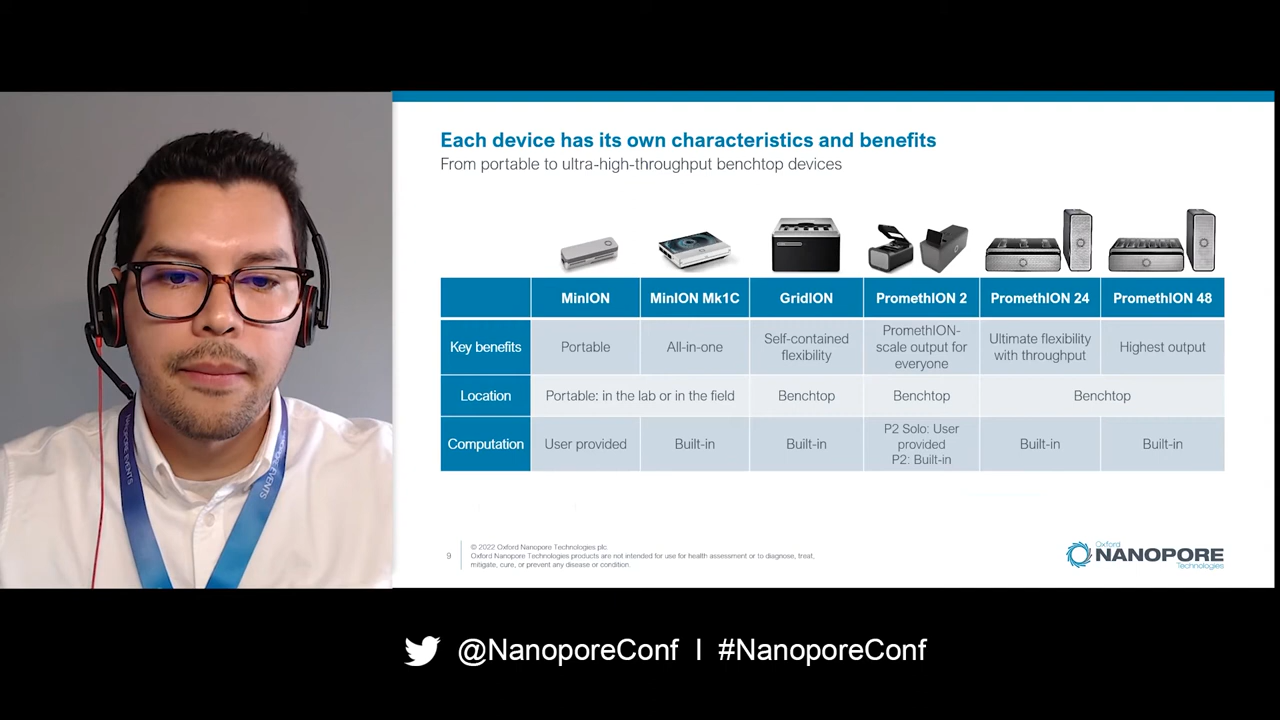 Each device has its own characteristics and benefits
From portable to ultra-high-throughput benchtop devices
MinION
MinION Mk1C
GridION
PromethION 2
PromethION 24
PromethION 48
Key benefits
Portable
All-in-one
Self-contained
flexibility
PromethION-
scale output for
everyone
Ultimate flexibility
with throughput
Highest output
Location
Portable: in the lab or in the field
Benchtop
Benchtop
Benchtop
Computation
User provided
Built-in
Built-in
P2 Solo: User
provided
P2: Built-in
Built-in
Built-in
9
© 2022 Oxford Nanopore Technologies plc.
Oxford Nanopore Technologies products are not intended for use for health assessment or to diagnose, treat,
mitigate, cure, or prevent any disease or condition.
Oxford
NANOPORE
Technologies
@NanoporeConf I #NanoporeConf